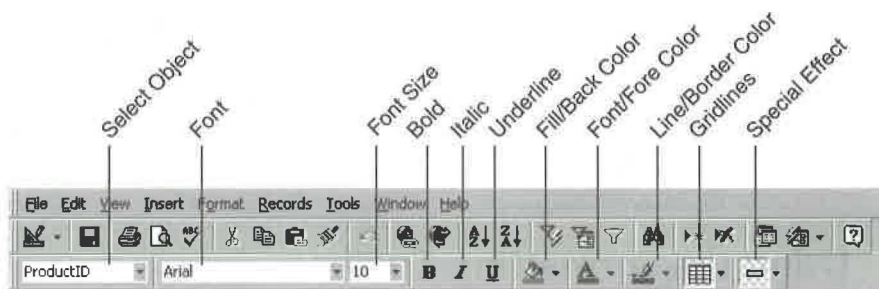 Select Object
Font
Font Size
Bold
Italic
Underline
Fill/Back Color
Font/Fore Color
Line/Border Color
Gridlines
Special Effect
File Edit View Insert Format Records Tools Window Help
ABC A Z Z A ?
ProductID Arial 10 B I U A